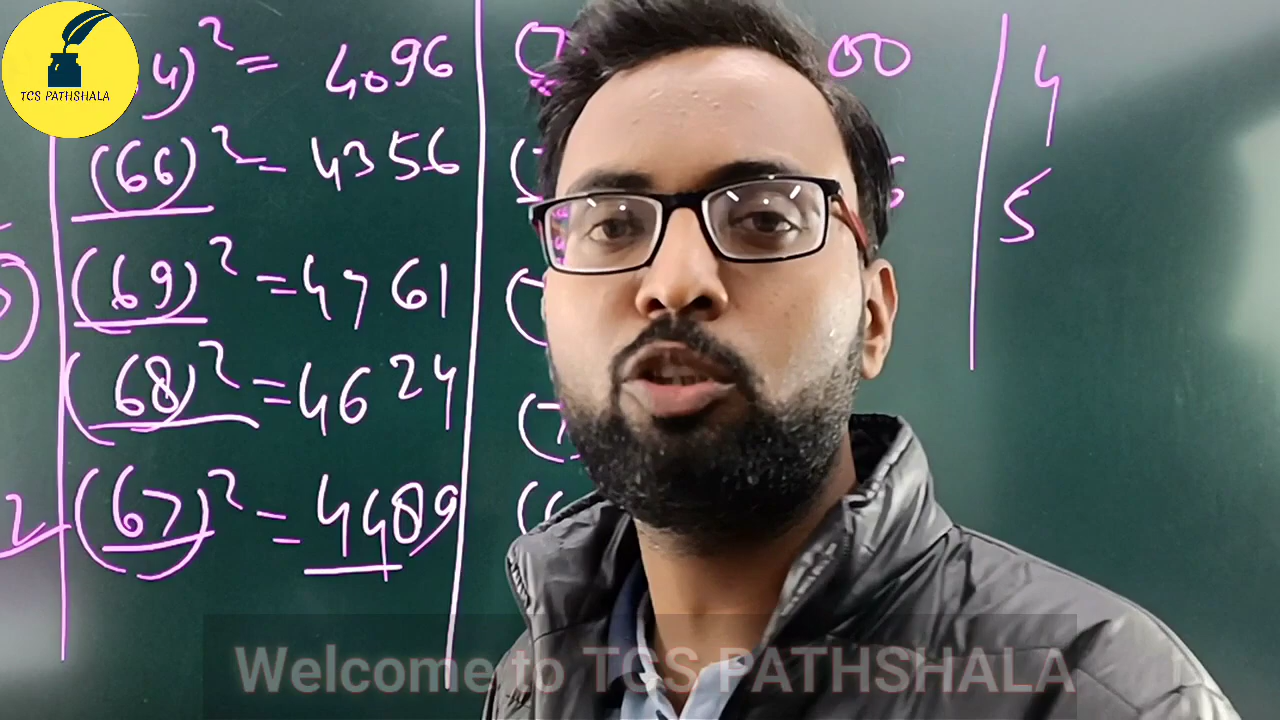 TCS PATHSHALA
4)² = 4096
(66)² = 4356
(69)² = 4761
(68)² = 4624
(67)² = 4489
2
00
4
5
Welcome to TCS PATHSHALA